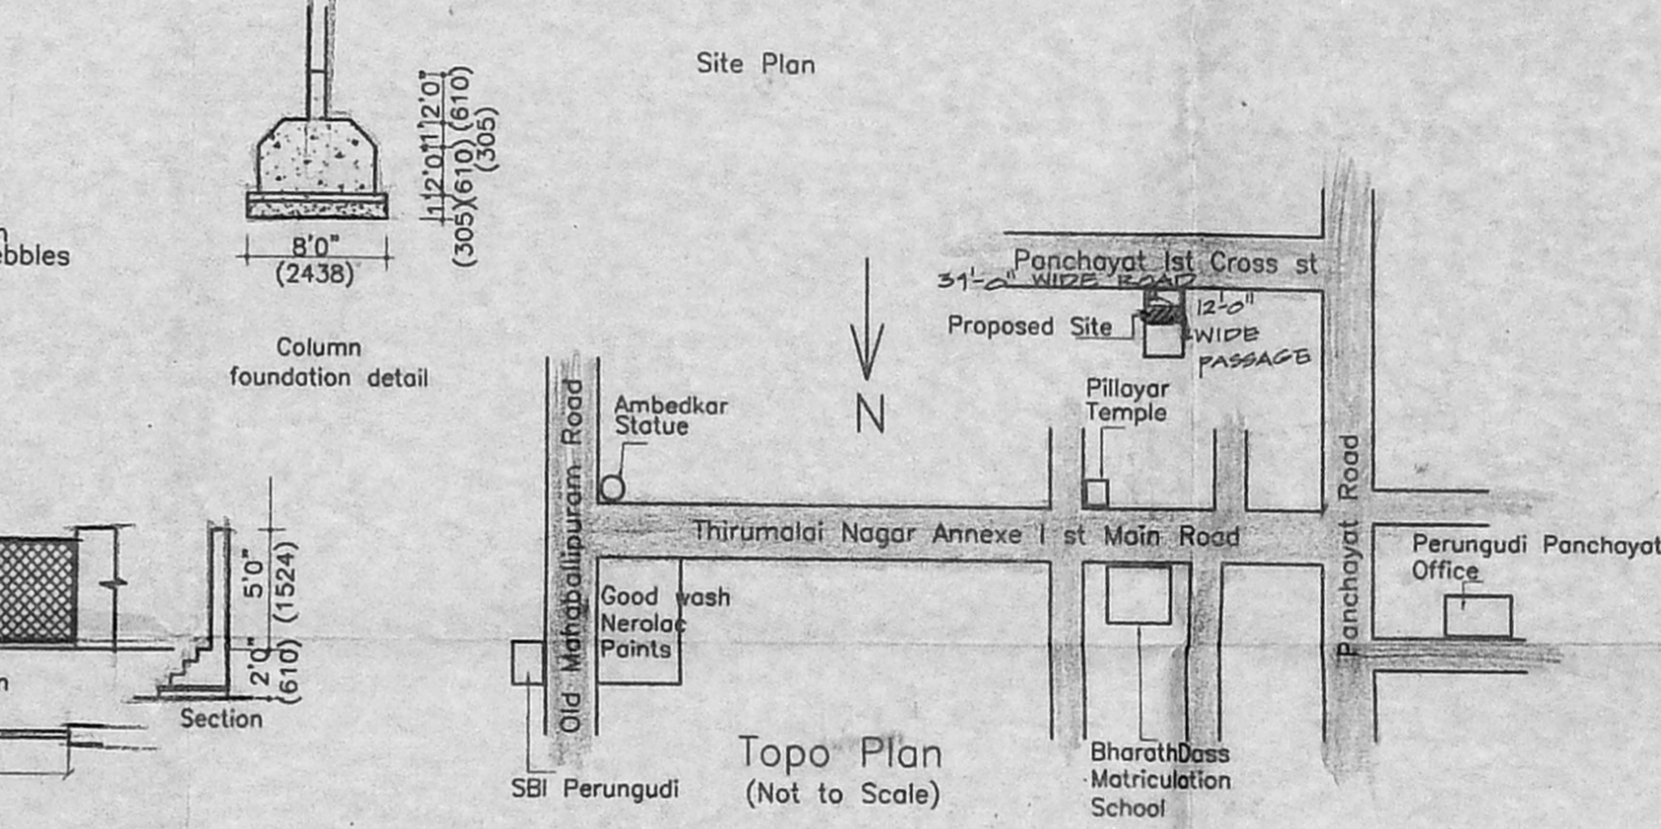 Site Plan
2'0"
(610)
1'
(305)
2'0"
(610)
1'
(305)
8'0"
(2438)
Column
foundation detail
ebbles
5'0"
(1524)
2'0"
(610)
Section
Panchayat Ist Cross st
WIDE ROAD
Proposed Site
12'-0"
WIDE
PASSAGE
N
Ambedkar
Statue
Pillayar
Temple
Old Mahabalipuram Road
Thirumalai Nagar Annexe I st Main Road
Panchayat Road
Perungudi Panchayat
Office
Good wash
Nerolac
Paints
SBI Perungudi
Topo Plan
(Not to Scale)
BharathDass
Matriculation
School